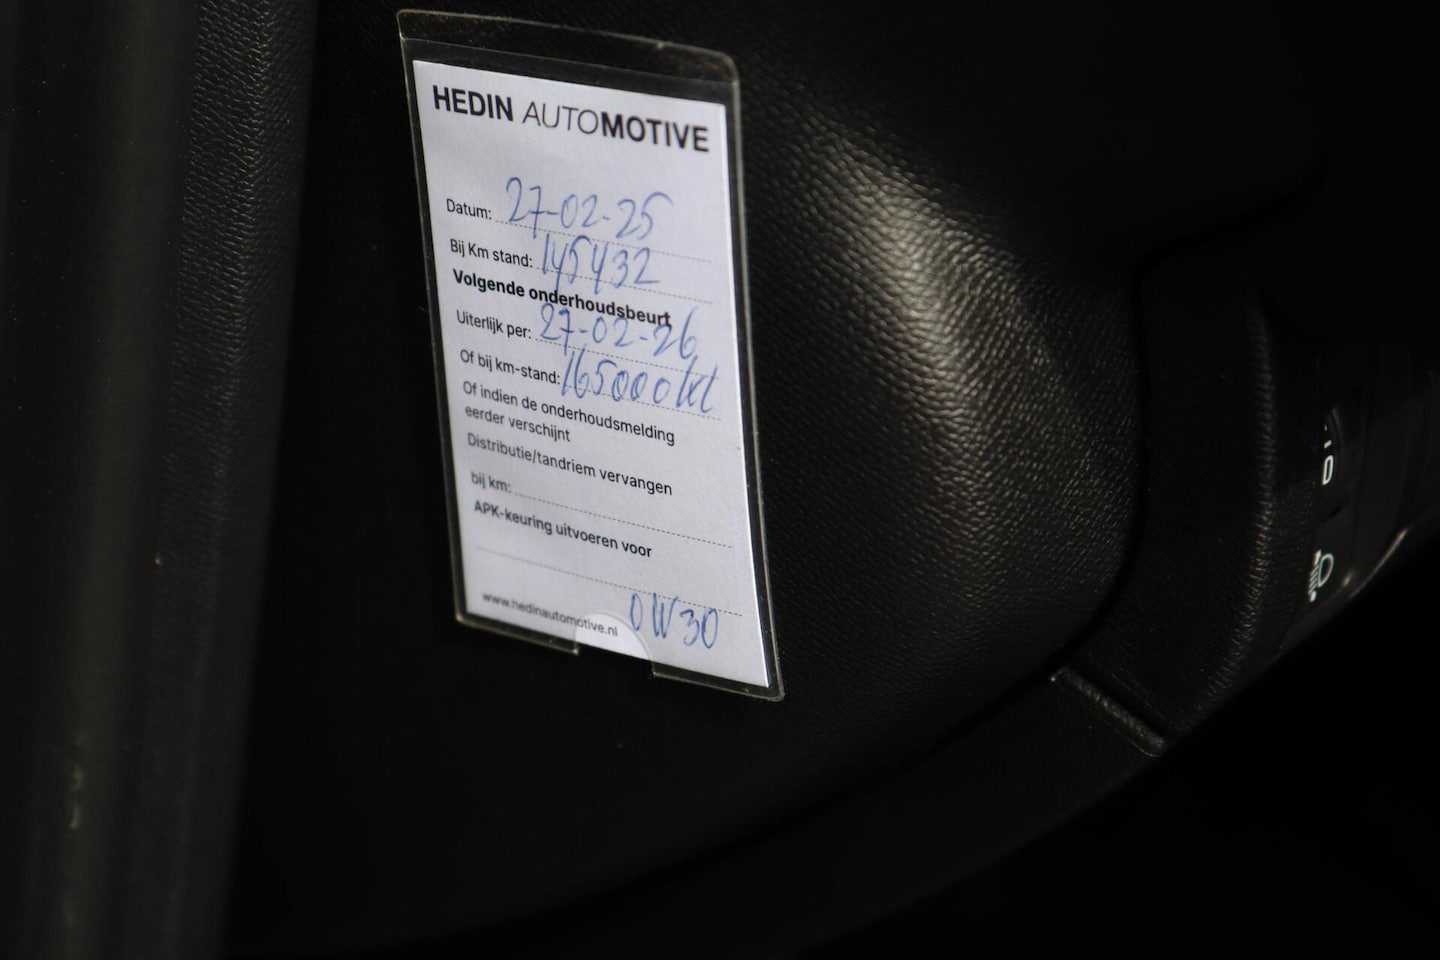 HEDIN AUTOMOTIVE
Datum: 27-02-25
Bij Km stand: 145432
Volgende onderhoudsbeurt
Uiterlijk per: 27-02-26
Of bij km-stand: 165000
Of indien de onderhoudsmelding
eerder verschijnt
Distributie/tandriem vervangen
bij km:
APK-keuring uitvoeren voor
www.hedinautomotive.nl 0W30